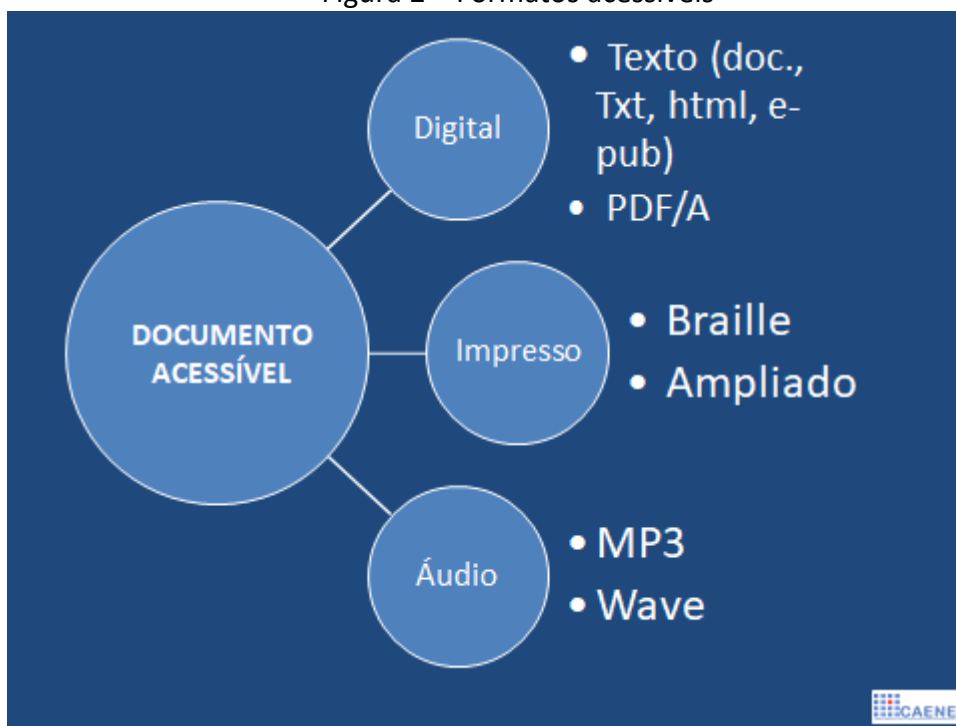 DOCUMENTO
ACESSÍVEL
Digital
• Texto (doc.,
Txt, html, e-
pub)
• PDF/A
Impresso
• Braille
• Ampliado
Áudio
• MP3
• Wave
CAENE